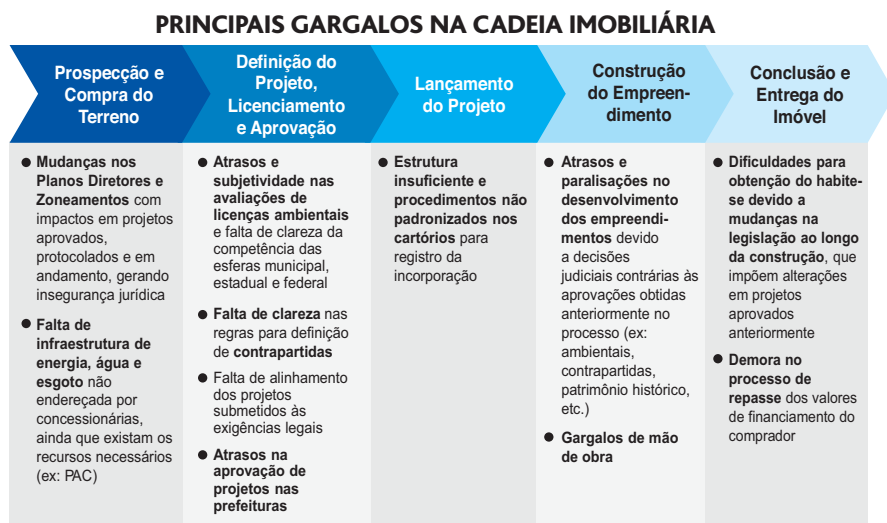 PRINCIPAIS GARGALOS NA CADEIA IMOBILIÁRIA
Prospecção e
Compra do
Terreno
Definição do
Projeto,
Licenciamento
e Aprovação
Lançamento
do Projeto
Construção
do Empreen-
dimento
Conclusão e
Entrega do
Imóvel
● Mudanças nos
Planos Diretores e
Zoneamentos com
impactos em projetos
aprovados,
protocolados e em
andamento, gerando
insegurança jurídica
● Falta de
infraestrutura de
energia, água e
esgoto não
endereçada por
concessionárias,
ainda que existam os
recursos necessários
(ex: PAC)
● Atrasos e
subjetividade nas
avaliações de
licenças ambientais
e falta de clareza da
competência das
esferas municipal,
estadual e federal
● Falta de clareza nas
regras para definição
de contrapartidas
● Falta de alinhamento
dos projetos
submetidos às
exigências legais
● Atrasos na
aprovação de
projetos nas
prefeituras
● Estrutura
insuficiente e
procedimentos não
padronizados nos
cartórios para
registro da
incorporação
● Atrasos e
paralisações no
desenvolvimento
dos empreendi-
mentos devido
a decisões
judiciais contrárias às
aprovações obtidas
anteriormente no
processo (ex:
ambientais,
contrapartidas,
patrimônio histórico,
etc.)
● Gargalos de mão
de obra
● Dificuldades para
obtenção do habite-
se devido a
mudanças na
legislação ao longo
da construção, que
impõem alterações
em projetos
aprovados
anteriormente
● Demora no
processo de
repasse dos valores
de financiamento do
comprador